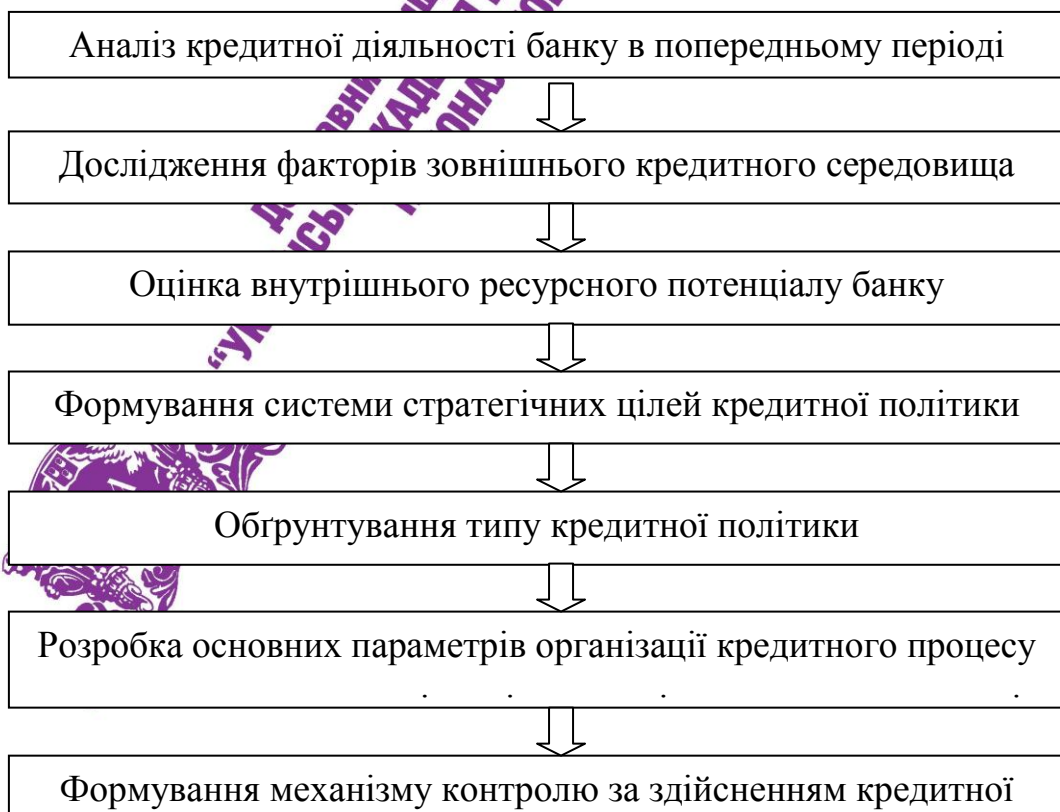 Аналіз кредитної діяльності банку в попередньому періоді
Дослідження факторів зовнішнього кредитного середовища
Оцінка внутрішнього ресурсного потенціалу банку
Формування системи стратегічних цілей кредитної політики
Обґрунтування типу кредитної політики
Розробка основних параметрів організації кредитного процесу
Формування механізму контролю за здійсненням кредитної